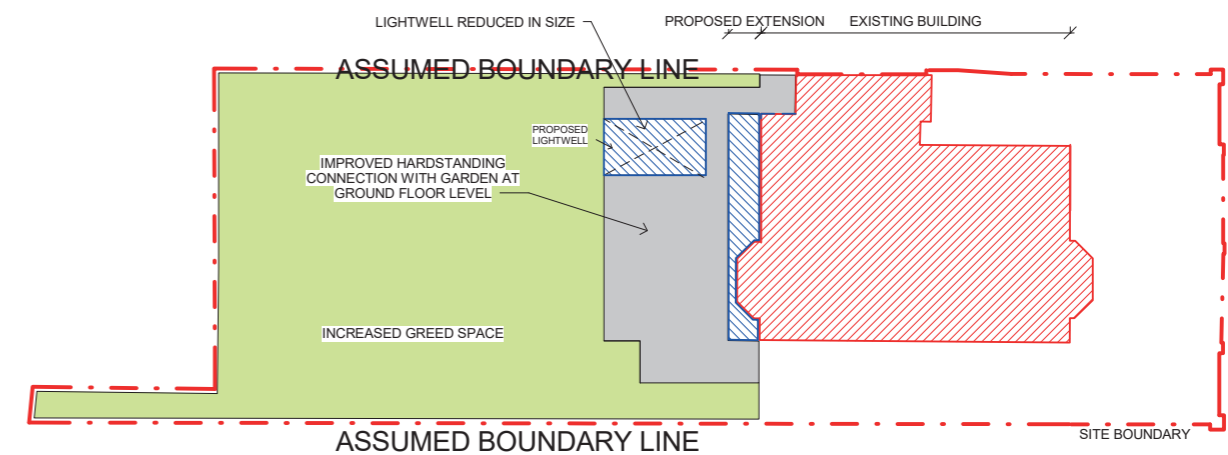 LIGHTWELL REDUCED IN SIZE
PROPOSED EXTENSION
EXISTING BUILDING
ASSUMED BOUNDARY LINE
PROPOSED
LIGHTWELL
IMPROVED HARDSTANDING
CONNECTION WITH GARDEN AT
GROUND FLOOR LEVEL
INCREASED GREED SPACE
ASSUMED BOUNDARY LINE
SITE BOUNDARY